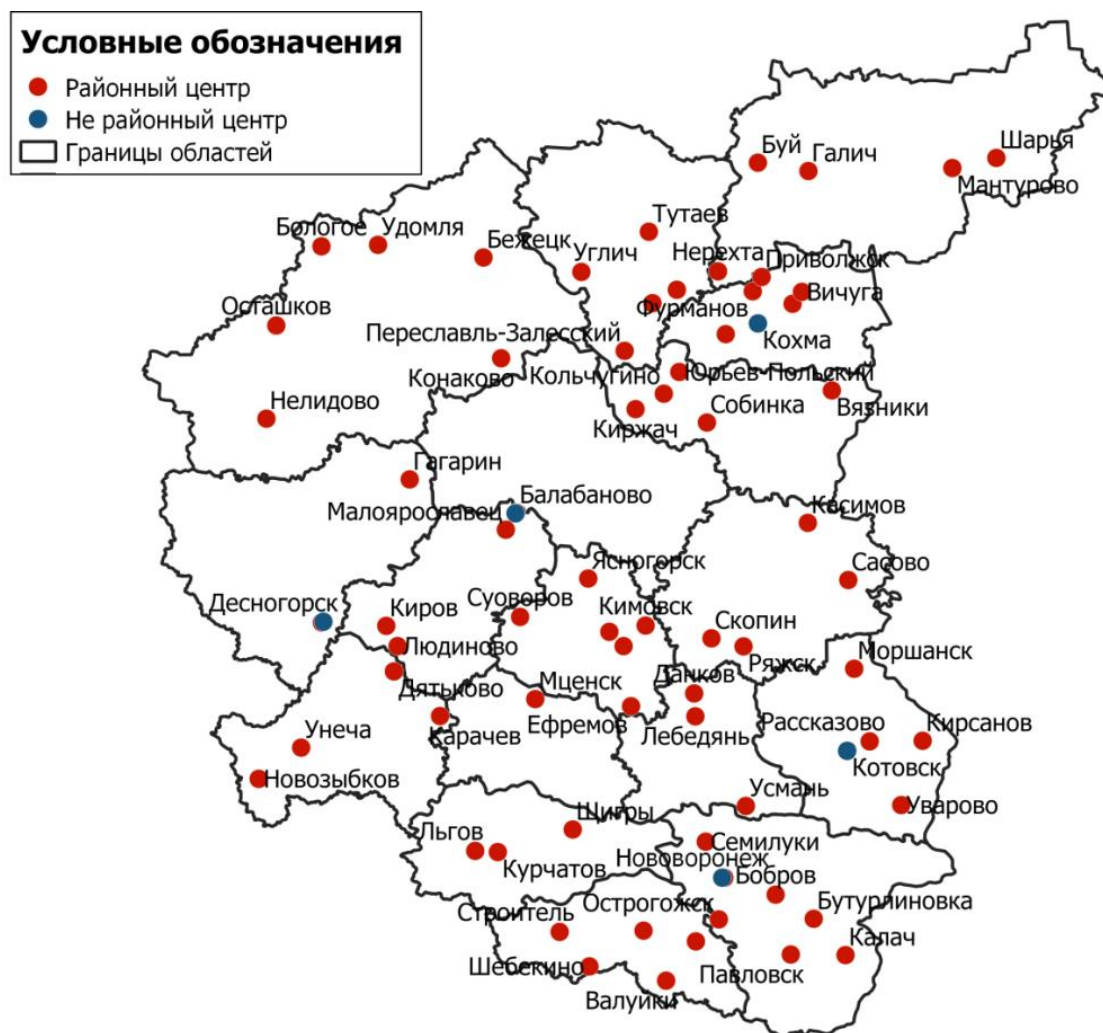 Условные обозначения
Районный центр
Не районный центр
Границы областей
Буй
Галич
Шарья
Мантурово
Тутаев
Бологое
Удомля
Бежецк
Углич
Нерехта
Приволжск
Вичуга
Фурманов
Осташков
Кохма
Переславль-Залесский
Конаково
Кольчугино
Юрьев-Польский
Нелидово
Киржач
Собинка
Вязники
Гагарин
Малоярославец
Балабаново
Касимов
Ясногорск
Сасово
Десногорск
Киров
Суоворов
Кимовск
Людиново
Скопин
Ряжск
Моршанск
Дятьково
Мценск
Данков
Карачев
Ефремов
Лебедянь
Рассказово
Кирсанов
Унеча
Котовск
Новозыбков
Усмань
Уварово
Щигры
Льгов
Курчатов
Семилуки
Нововоронеж
Бобров
Строитель
Острогожск
Бутурлиновка
Калач
Шебекино
Павловск
Валуйки